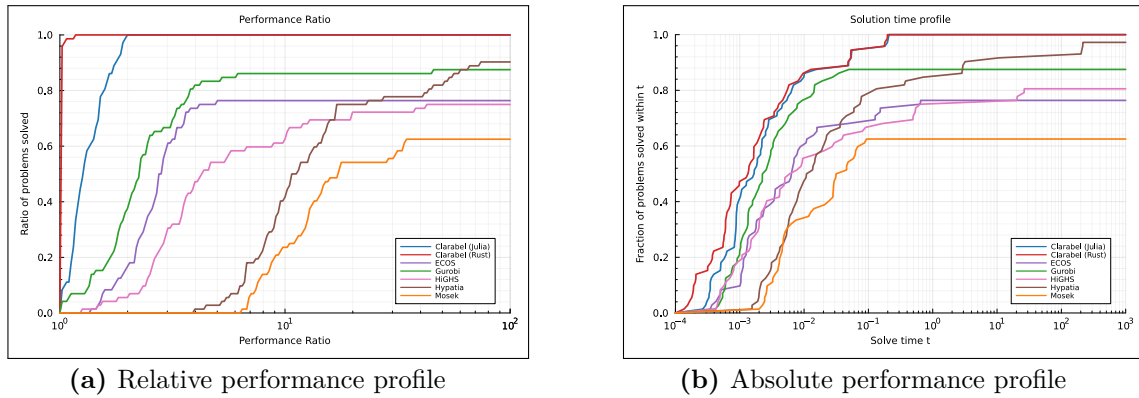 Performance Ratio
Ratio of problems solved
1.0
0.8
0.6
0.4
0.2
0.0
Clarabel (Julia)
Clarabel (Rust)
ECOS
Gurobi
HiGHS
Hypatia
Mosek
10^0
10^1
10^2
Performance Ratio
(a) Relative performance profile
Solution time profile
Fraction of problems solved within t
1.0
0.8
0.6
0.4
0.2
0.0
Clarabel (Julia)
Clarabel (Rust)
ECOS
Gurobi
HiGHS
Hypatia
Mosek
10^-4
10^-3
10^-2
10^-1
10^0
10^1
10^2
10^3
Solve time t
(b) Absolute performance profile